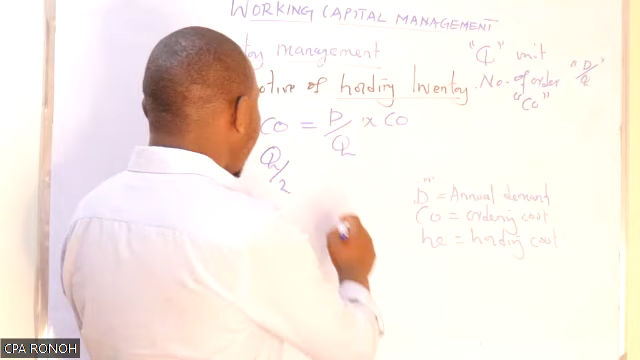 WORKING CAPITAL MANAGEMENT
management
of holding Inventory.
"Q" unit
No. of order "D/Q"
"Co"
CO = D/Q x CO
Q/2
D = Annual demand
Co = ordering cost
hc = holding cost
CPA RONOH